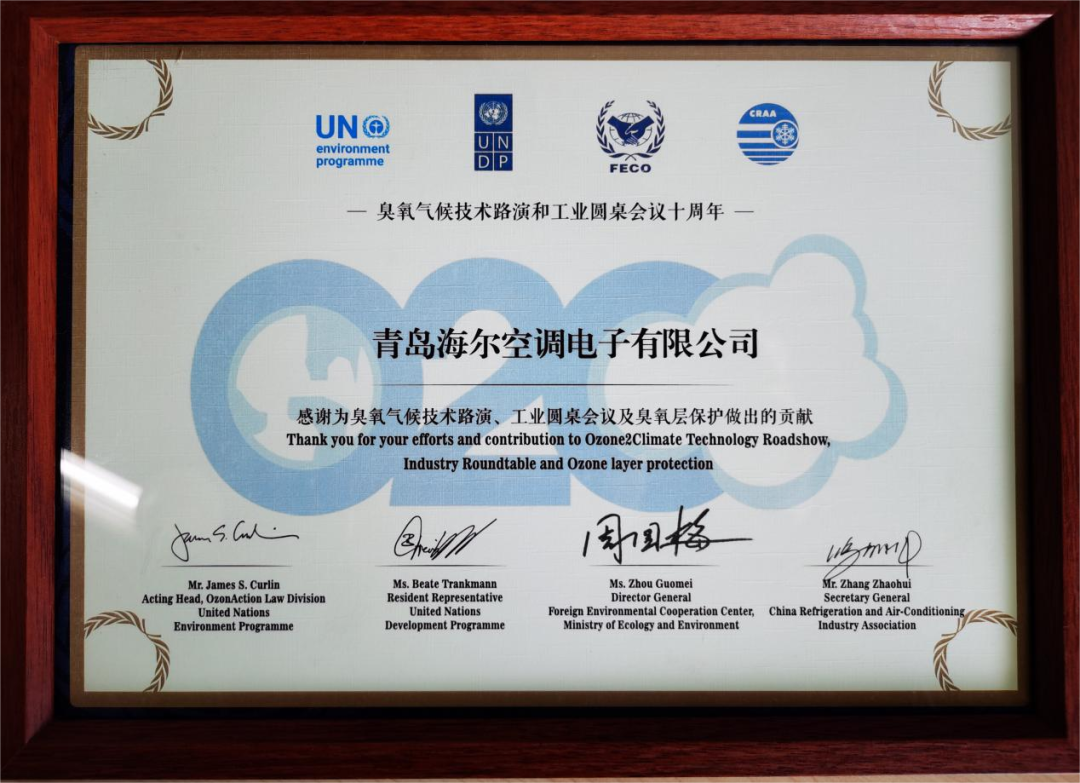 UN
environment
programme
UN
DP
FECO
CRAA
— 臭氧气候技术路演和工业圆桌会议十周年 —
O2C
青岛海尔空调电子有限公司
感谢为臭氧气候技术路演、工业圆桌会议及臭氧层保护做出的贡献
Thank you for your efforts and contribution to Ozone2Climate Technology Roadshow,
Industry Roundtable and Ozone layer protection
周国梅
Mr. James S. Curlin
Acting Head, OzonAction Law Division
United Nations
Environment Programme
Ms. Beate Trankmann
Resident Representative
United Nations
Development Programme
Ms. Zhou Guomei
Director General
Foreign Environmental Cooperation Center,
Ministry of Ecology and Environment
Mr. Zhang Zhaohui
Secretary General
China Refrigeration and Air-Conditioning
Industry Association